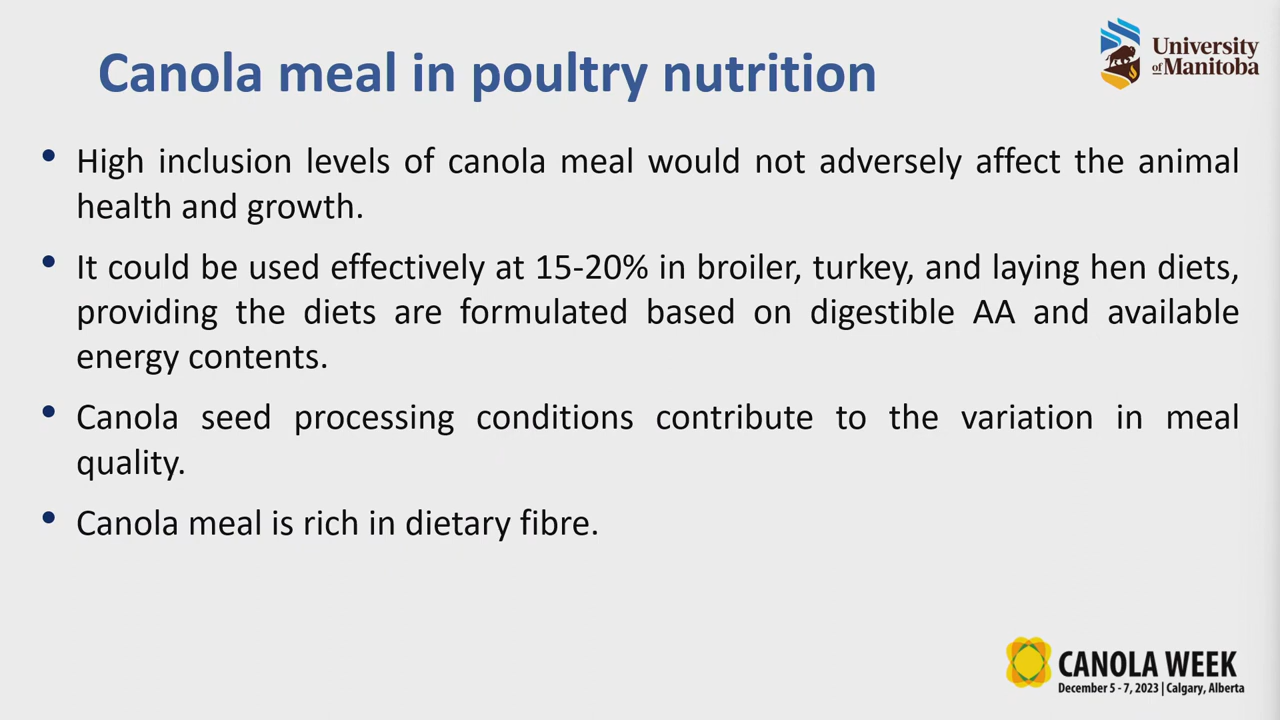 Canola meal in poultry nutrition
University
of Manitoba
• High inclusion levels of canola meal would not adversely affect the animal
health and growth.
• It could be used effectively at 15-20% in broiler, turkey, and laying hen diets,
providing the diets are formulated based on digestible AA and available
energy contents.
• Canola seed processing conditions contribute to the variation in meal
quality.
• Canola meal is rich in dietary fibre.
CANOLA WEEK
December 5 - 7, 2023 | Calgary, Alberta